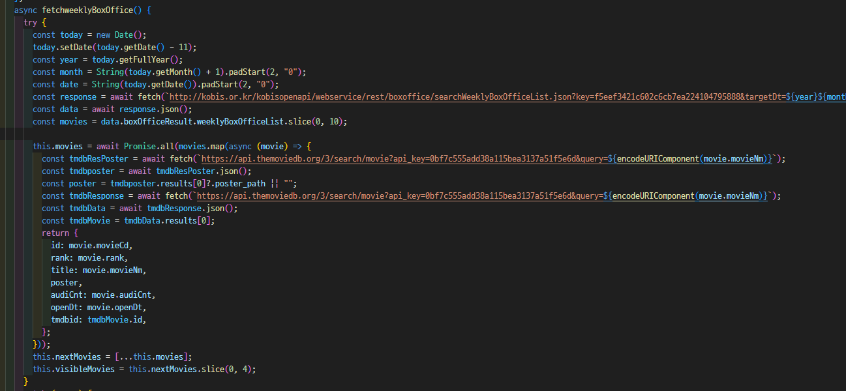 async fetchweeklyBoxOffice() {
try {
const today = new Date();
today.setDate(today.getDate() - 11);
const year = today.getFullYear();
const month = String(today.getMonth() + 1).padStart(2, "0");
const date = String(today.getDate()).padStart(2, "0");
const response = await fetch(`http://kobis.or.kr/kobisopenapi/webservice/rest/boxoffice/searchWeeklyBoxOfficeList.json?key=f5eef3421c602c6cb7ea224104795888&targetDt=${year}${mont
const data = await response.json();
const movies = data.boxOfficeResult.weeklyBoxOfficeList.slice(0, 10);
this.movies = await Promise.all(movies.map(async (movie) => {
const tmdbResPoster = await fetch(`https://api.themoviedb.org/3/search/movie?api_key=0bf7c555add38a115bea3137a51f5e6d&query=${encodeURIComponent(movie.movieNm)}`);
const tmdbposter = await tmdbResPoster.json();
const poster = tmdbposter.results[0]?.poster_path || "";
const tmdbResponse = await fetch(`https://api.themoviedb.org/3/search/movie?api_key=0bf7c555add38a115bea3137a51f5e6d&query=${encodeURIComponent(movie.movieNm)}`);
const tmdbData = await tmdbResponse.json();
const tmdbMovie = tmdbData.results[0];
return {
id: movie.movieCd,
rank: movie.rank,
title: movie.movieNm,
poster,
audiCnt: movie.audiCnt,
openDt: movie.openDt,
tmdbid: tmdbMovie.id,
};
}));
this.nextMovies = [...this.movies];
this.visibleMovies = this.nextMovies.slice(0, 4);
}